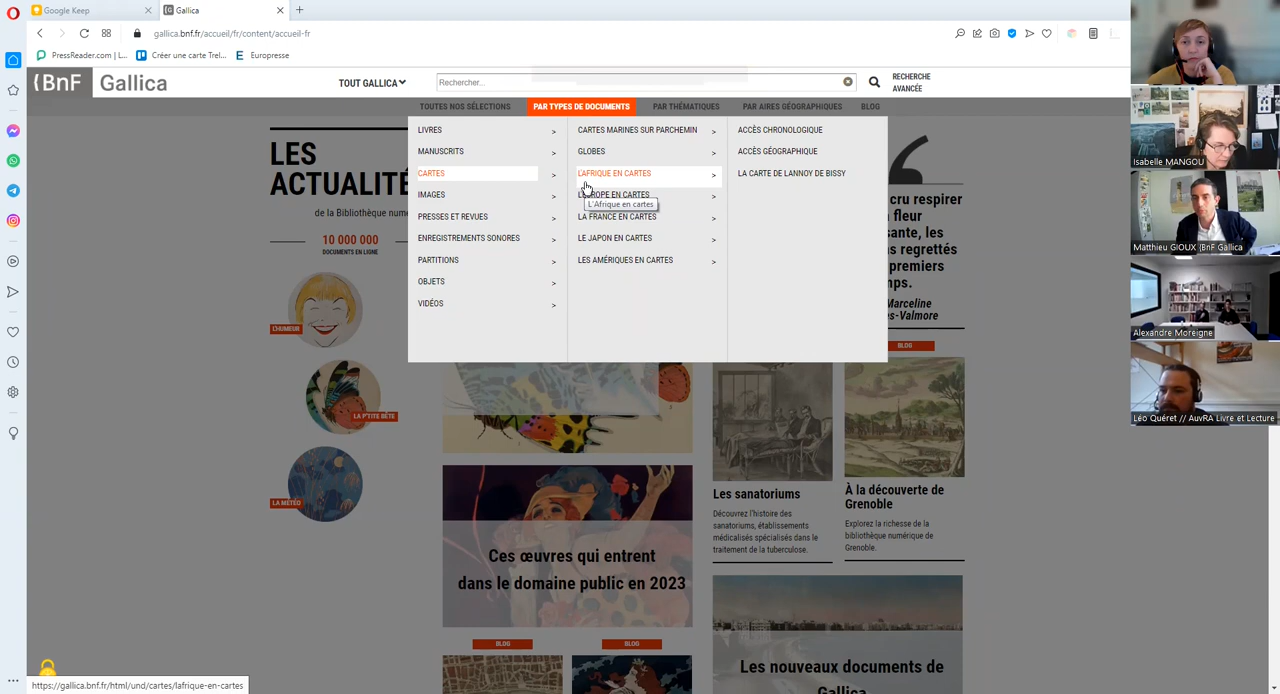 Google Keep
Gallica
gallica.bnf.fr/accueil/fr/content/accueil-fr
PressReader.com | L...
Créer une carte Trel...
Europresse
{BnF Gallica
TOUT GALLICA
Rechercher...
RECHERCHE
AVANCÉE
TOUTES NOS SÉLECTIONS
PAR TYPES DE DOCUMENTS
PAR THÉMATIQUES
PAR AIRES GÉOGRAPHIQUES
BLOG
LES
ACTUALITÉ
de la Bibliothèque numé
10 000 000
DOCUMENTS EN LIGNE
L'HUMEUR
LA P'TITE BÊTE
LA MÉTÉO
LIVRES >
MANUSCRITS >
CARTES >
IMAGES >
PRESSES ET REVUES >
ENREGISTREMENTS SONORES >
PARTITIONS >
OBJETS >
VIDÉOS >
CARTES MARINES SUR PARCHEMIN >
GLOBES >
L'AFRIQUE EN CARTES >
L'EUROPE EN CARTES >
L'Afrique en cartes
LA FRANCE EN CARTES >
LE JAPON EN CARTES >
LES AMÉRIQUES EN CARTES >
ACCÈS CHRONOLOGIQUE
ACCÈS GÉOGRAPHIQUE
LA CARTE DE LANNOY DE BISSY
cru respirer
fleur
sante, les
ns regrettés
premiers
mps.
Marceline
es-Valmore
Ces œuvres qui entrent
dans le domaine public en 2023
BLOG
BLOG
Les sanatoriums
Découvrez l'histoire des
sanatoriums, établissements
médicalisés spécialisés dans le
traitement de la tuberculose.
BLOG
À la découverte de
Grenoble
Explorez la richesse de la
bibliothèque numérique de
Grenoble.
Les nouveaux documents de
Gallica
https://gallica.bnf.fr/html/und/cartes/lafrique-en-cartes
Isabelle MANGOU
Matthieu GIOUX (BnF Gallica
Alexandre Moreigne
Léo Quéret // AuvRA Livre et Lecture